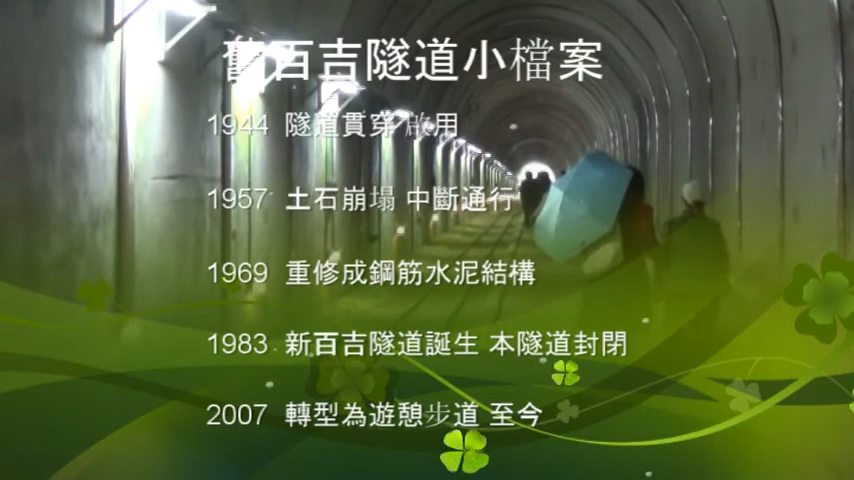 舊百吉隧道小檔案
1944 隧道貫穿 啟用
1957 土石崩塌 中斷通行
1969 重修成鋼筋水泥結構
1983 新百吉隧道誕生 本隧道封閉
2007 轉型為遊憩步道 至今